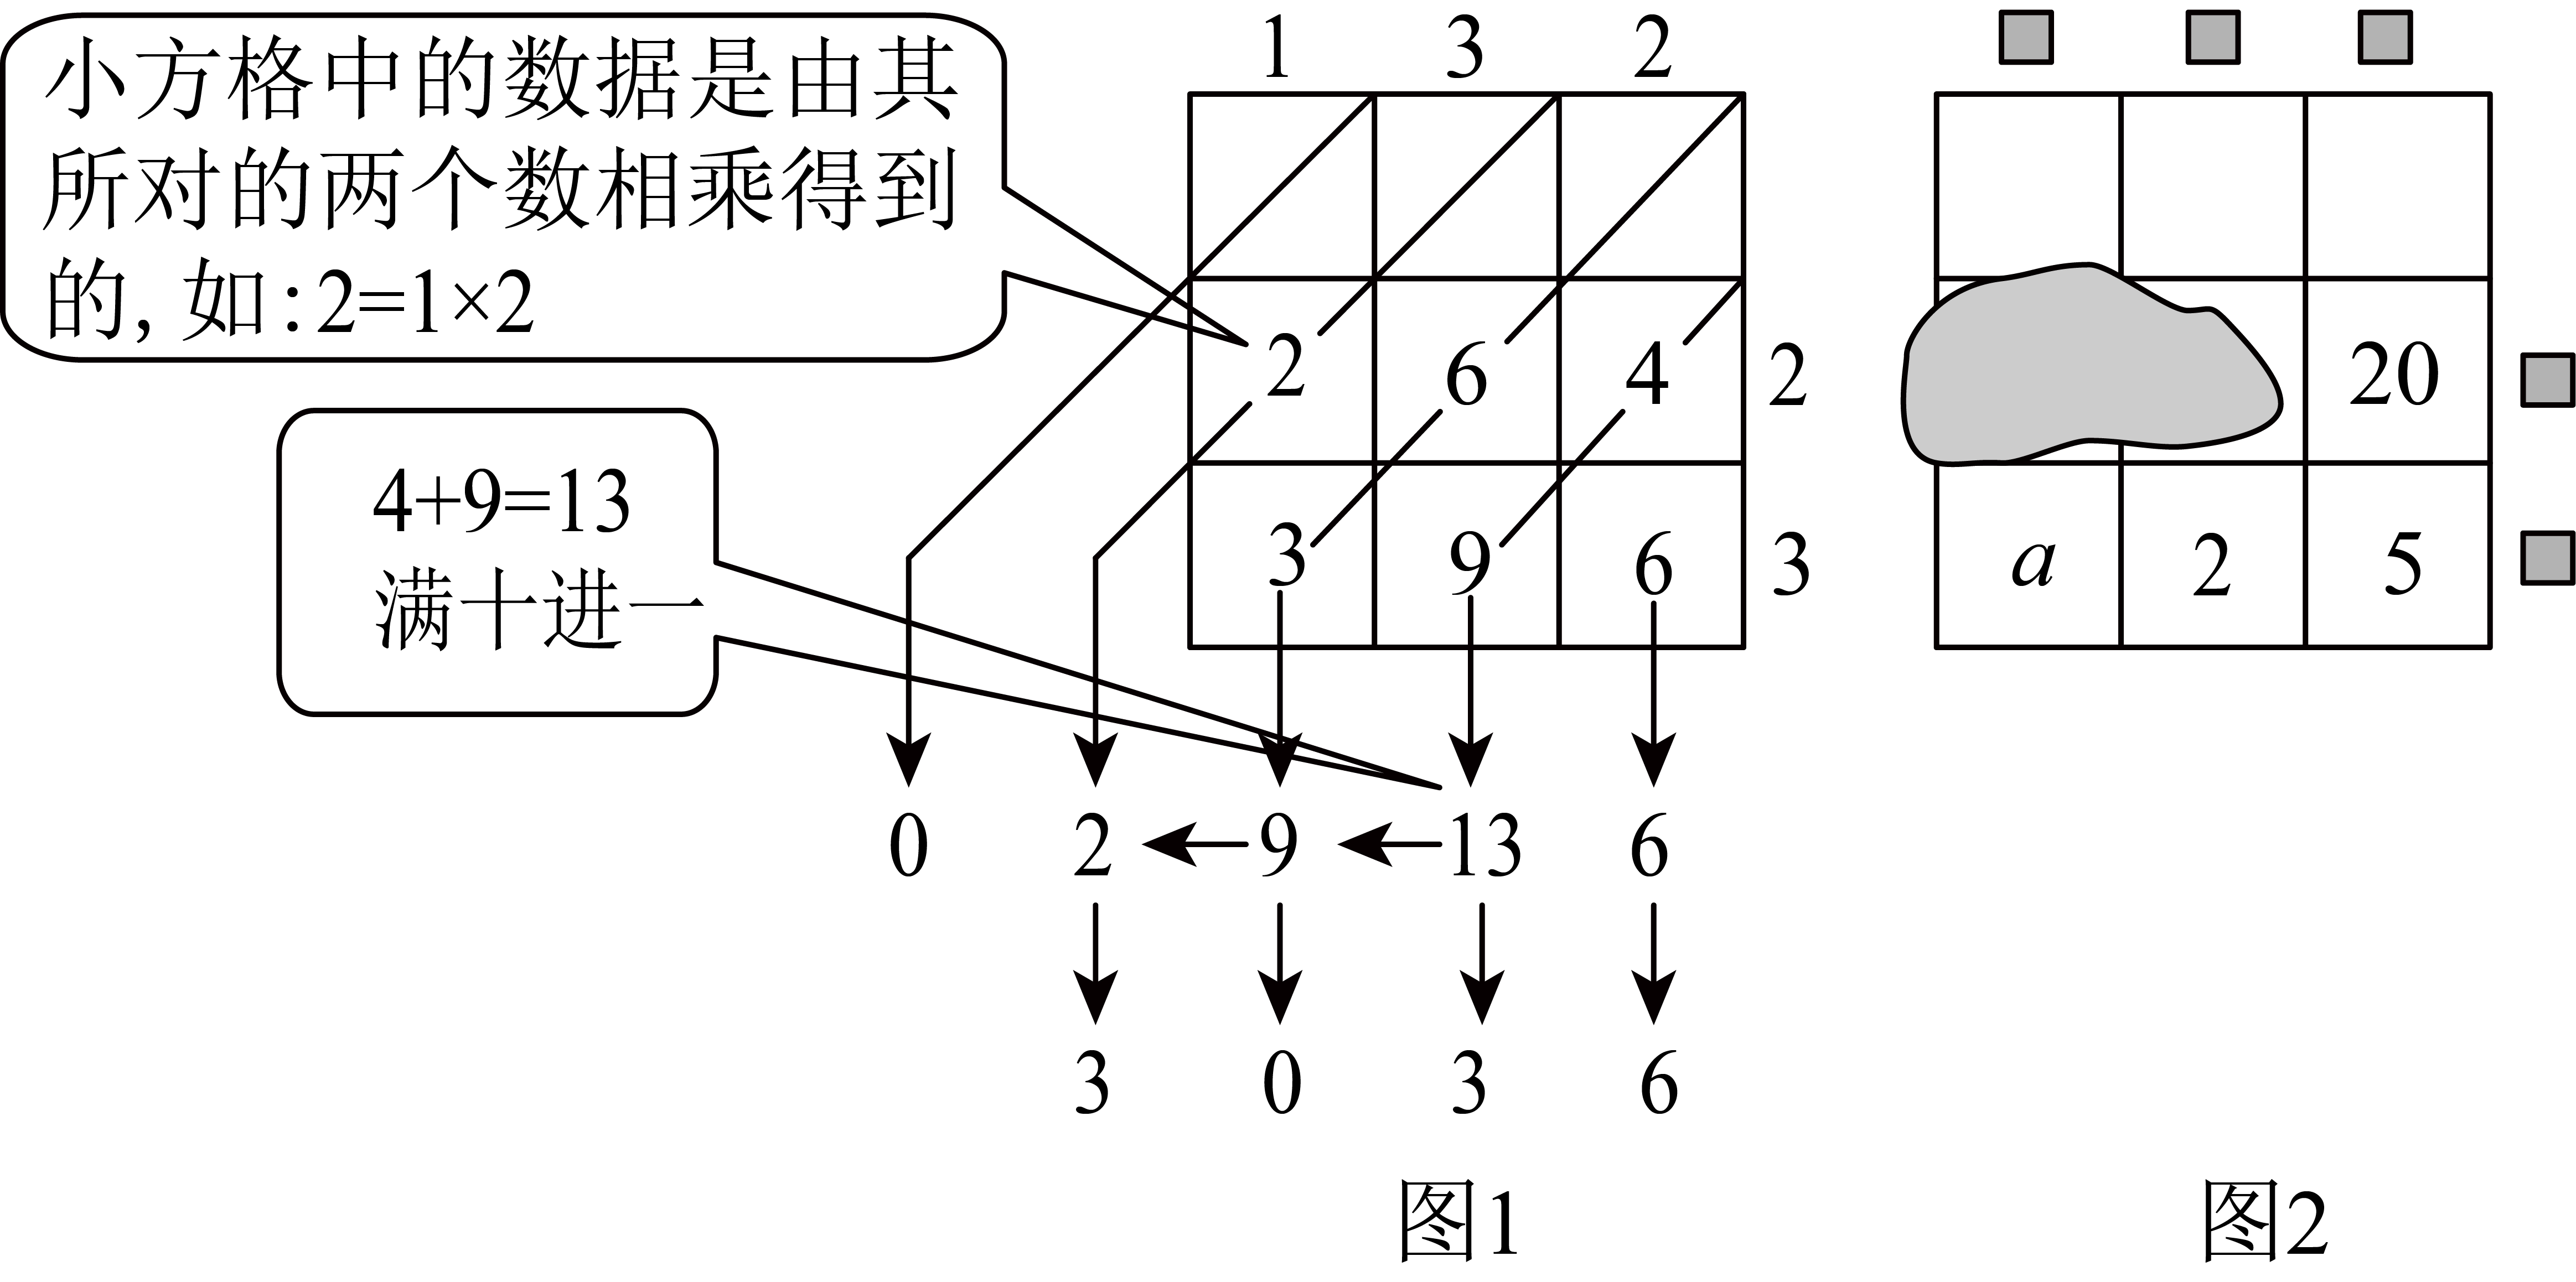 小方格中的数据是由其
所对的两个数相乘得到
的,如:2=1×2
4+9=13
满十进一
1 3 2
2 6 4 2
3 9 6 3
0 2 9 13 6
3 0 3 6
图1
20
a 2 5
图2